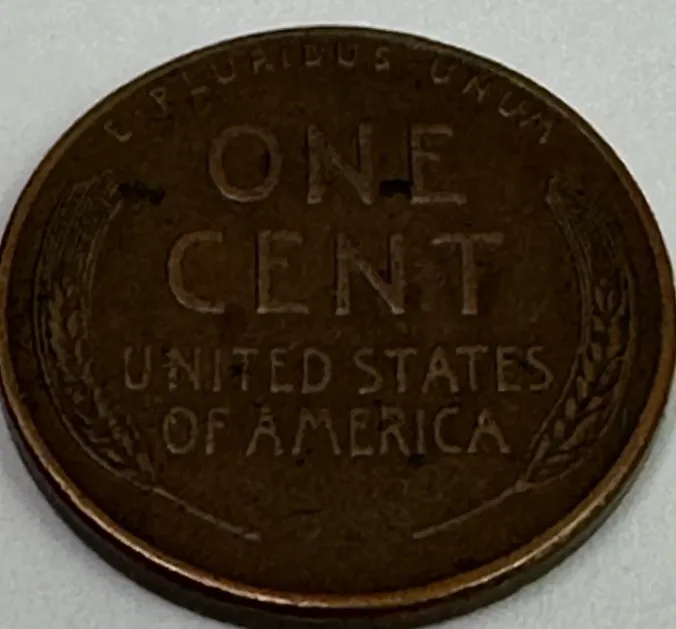 E·PLURIBUS·UNUM
ONE
CENT
UNITED STATES
OF AMERICA